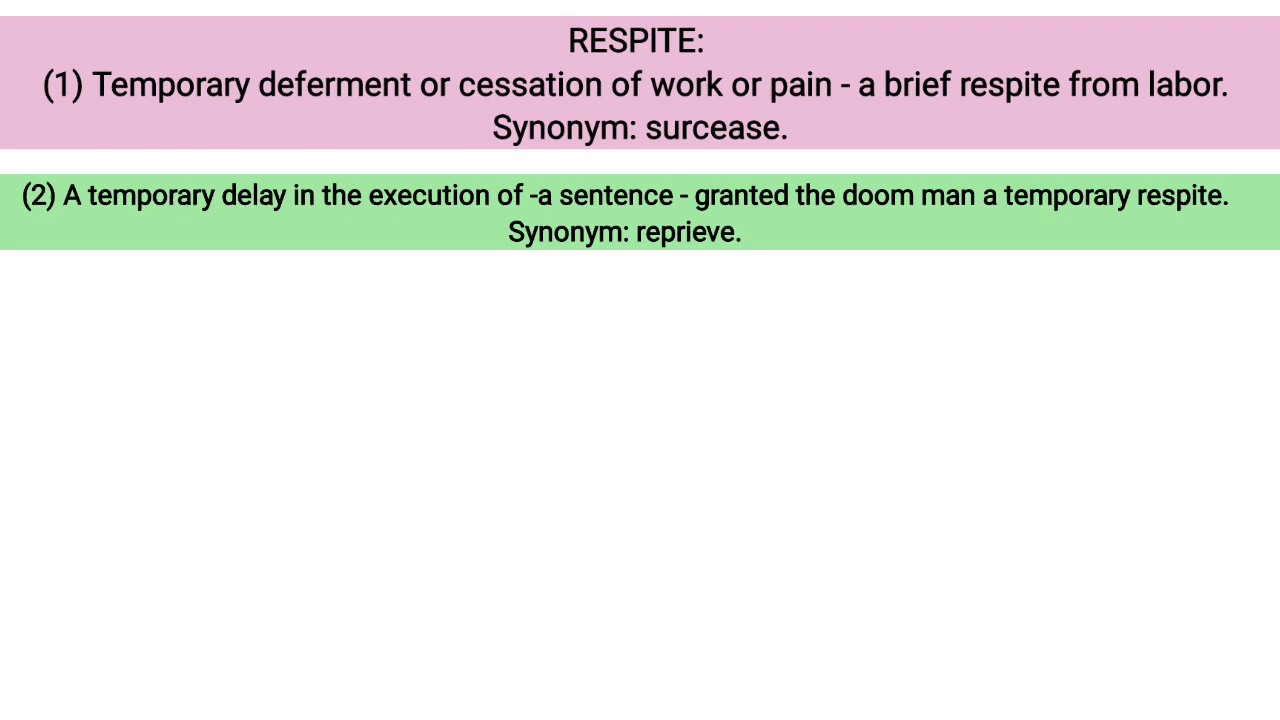 RESPITE:
(1) Temporary deferment or cessation of work or pain - a brief respite from labor.
Synonym: surcease.
(2) A temporary delay in the execution of -a sentence - granted the doom man a temporary respite.
Synonym: reprieve.